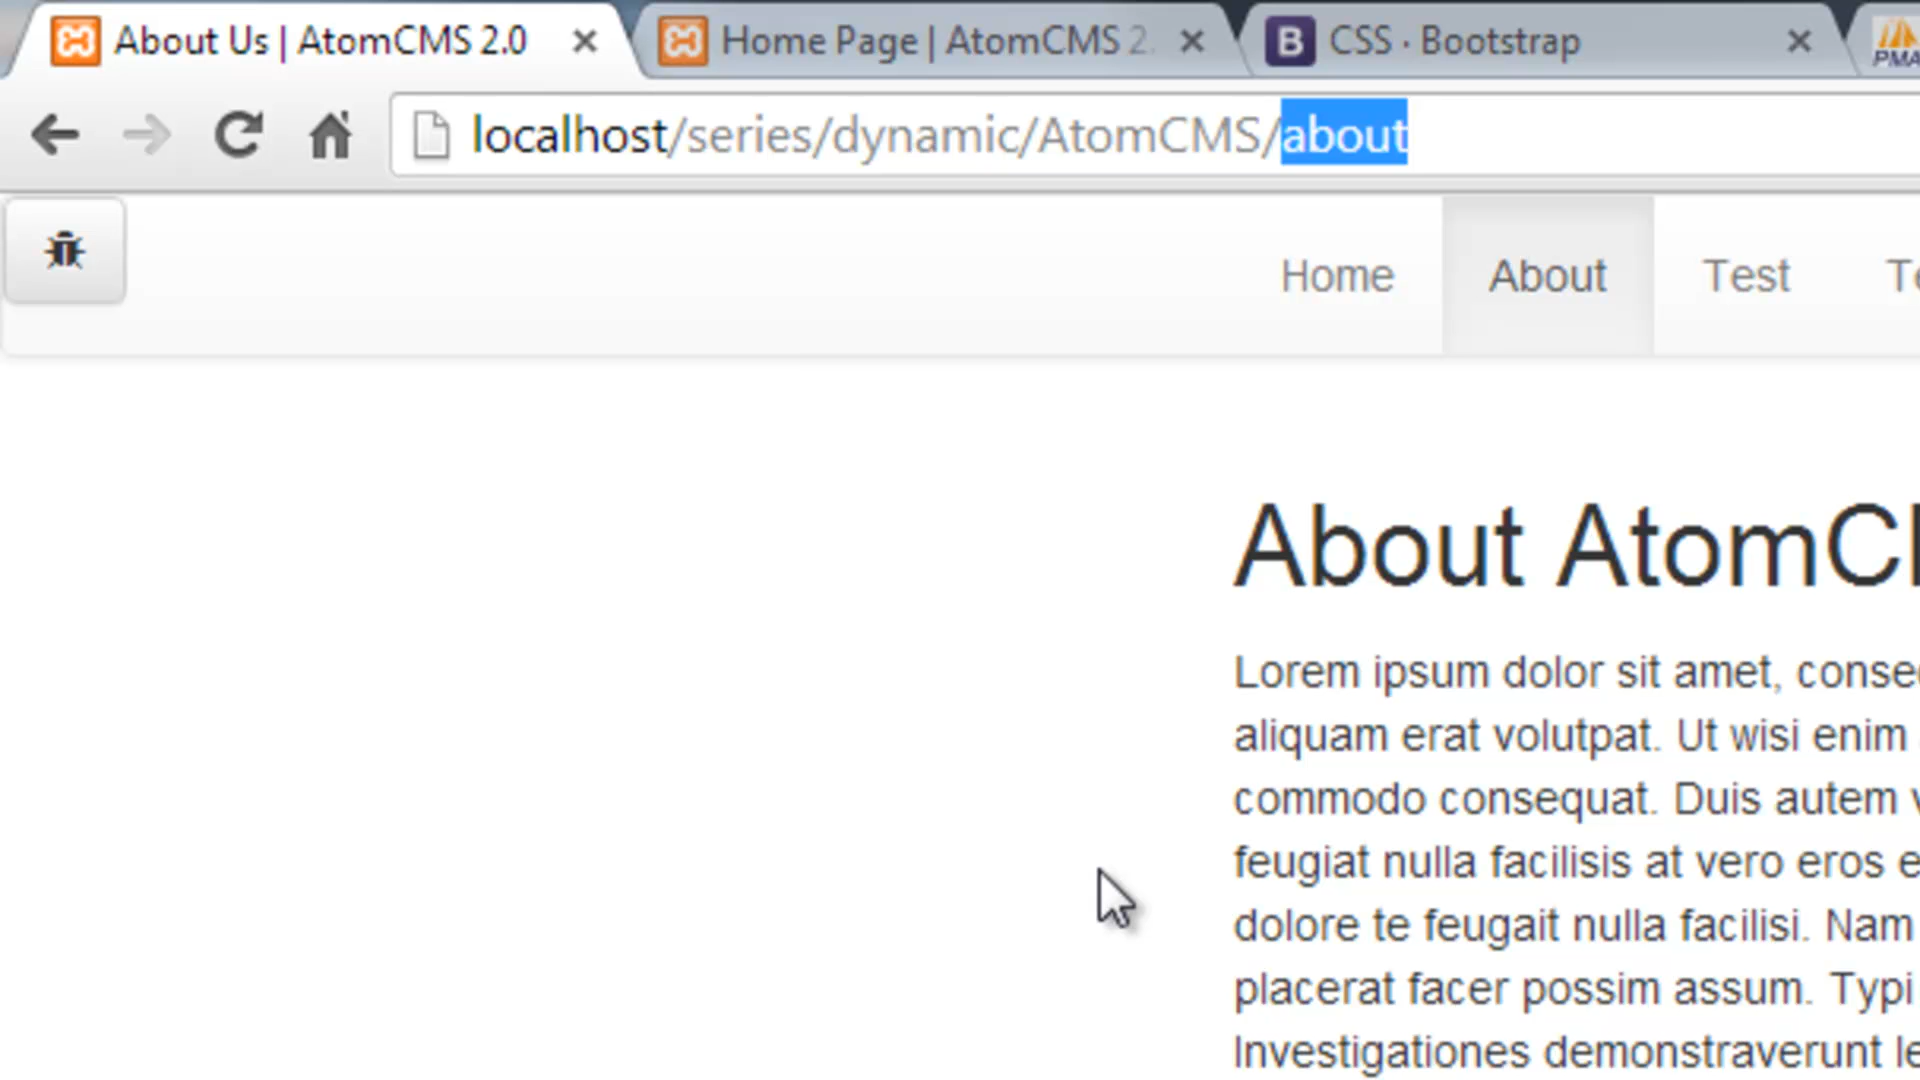 About Us | AtomCMS 2.0
Home Page | AtomCMS 2.
B
CSS · Bootstrap
PMA
localhost/series/dynamic/AtomCMS/about
Home
About
Test
About AtomC
Lorem ipsum dolor sit amet, conse
aliquam erat volutpat. Ut wisi enim
commodo consequat. Duis autem v
feugiat nulla facilisis at vero eros e
dolore te feugait nulla facilisi. Nam
placerat facer possim assum. Typi
Investigationes demonstraverunt le